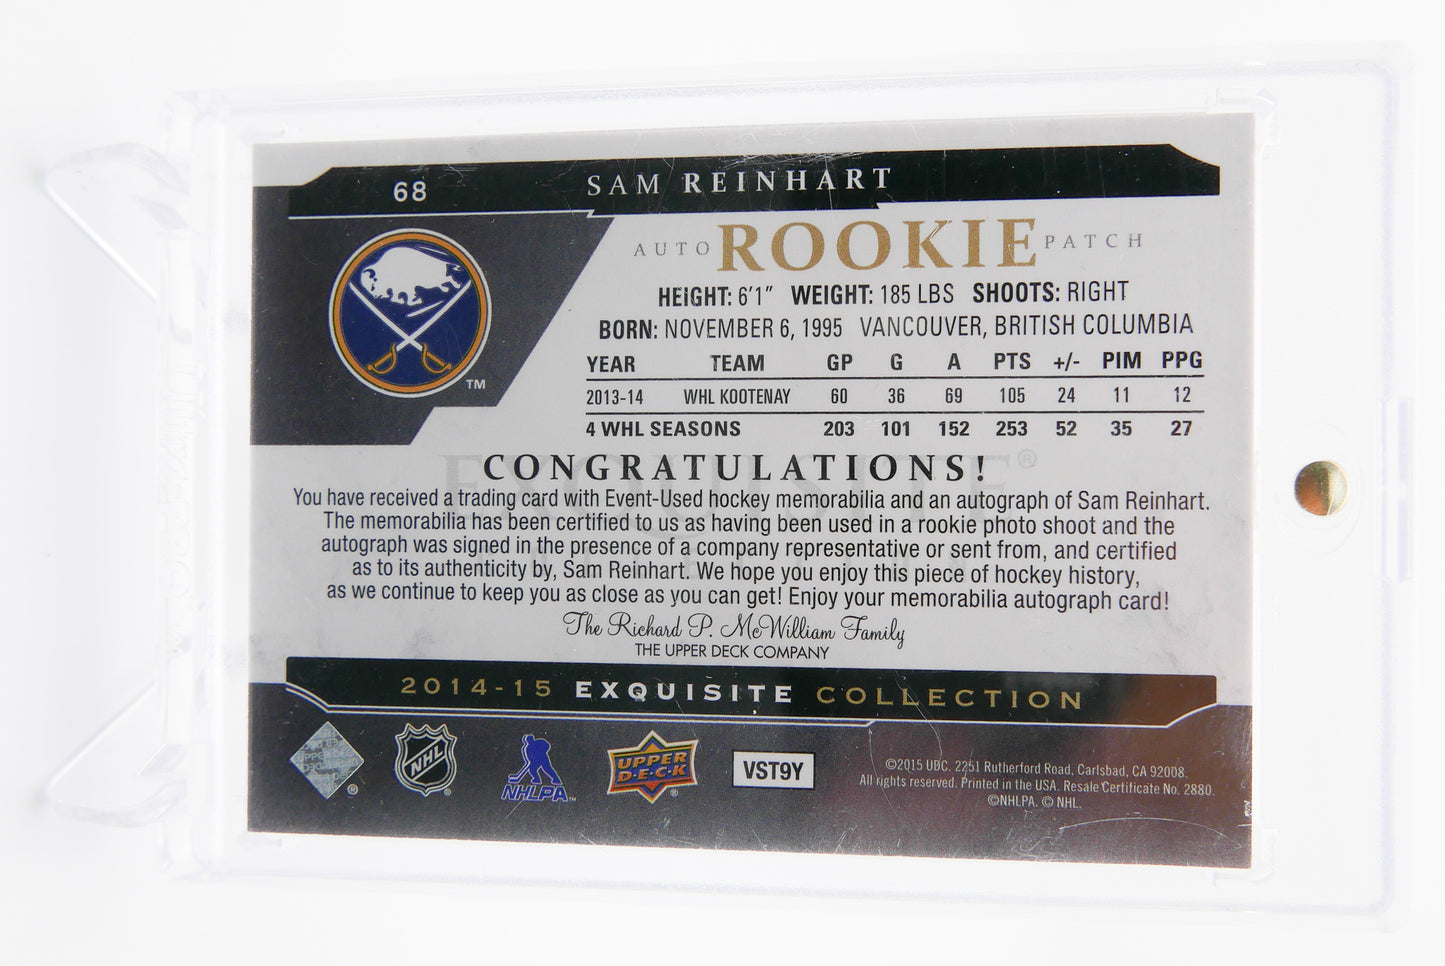 68 SAM REINHART
AUTO ROOKIE PATCH
HEIGHT: 6'1" WEIGHT: 185 LBS SHOOTS: RIGHT
BORN: NOVEMBER 6, 1995 VANCOUVER, BRITISH COLUMBIA
YEAR TEAM GP G A PTS +/- PIM PPG
2013-14 WHL KOOTENAY 60 36 69 105 24 11 12
4 WHL SEASONS 203 101 152 253 52 35 27
TM
EXQUISITE®
CONGRATULATIONS!
You have received a trading card with Event-Used hockey memorabilia and an autograph of Sam Reinhart.
The memorabilia has been certified to us as having been used in a rookie photo shoot and the
autograph was signed in the presence of a company representative or sent from, and certified
as to its authenticity by, Sam Reinhart. We hope you enjoy this piece of hockey history,
as we continue to keep you as close as you can get! Enjoy your memorabilia autograph card!
The Richard P. McWilliam Family
THE UPPER DECK COMPANY
2014-15 EXQUISITE COLLECTION
NHL ®
NHLPA™
UPPER
D·E·C·K ®
VST9Y
©2015 UDC. 2251 Rutherford Road, Carlsbad, CA 92008.
All rights reserved. Printed in the USA. Resale Certificate No. 2880.
©NHLPA. © NHL.